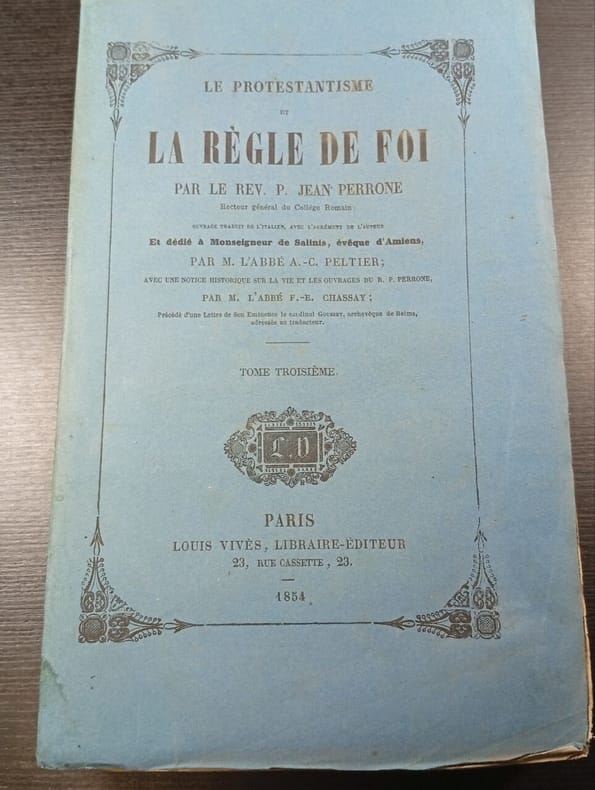 LE PROTESTANTISME
ET
LA RÈGLE DE FOI
PAR LE REV. P. JEAN PERRONE
Recteur général du Collége Romain
OUVRAGE TRADUIT DE L'ITALIEN, AVEC L'AGRÉMENT DE L'AUTEUR
Et dédié à Monseigneur de Salinis, évêque d'Amiens,
PAR M. L'ABBÉ A.-C. PELTIER;
AVEC UNE NOTICE HISTORIQUE SUR LA VIE ET LES OUVRAGES DU R. P. PERRONE,
PAR M. L'ABBÉ F.-E. CHASSAY;
Précédé d'une Lettre de Son Éminence le cardinal GOUSSET, archevêque de Reims,
adressée au traducteur.
TOME TROISIÈME
L. V
PARIS
LOUIS VIVÈS, LIBRAIRE-ÉDITEUR
23, RUE CASSETTE, 23.
1854